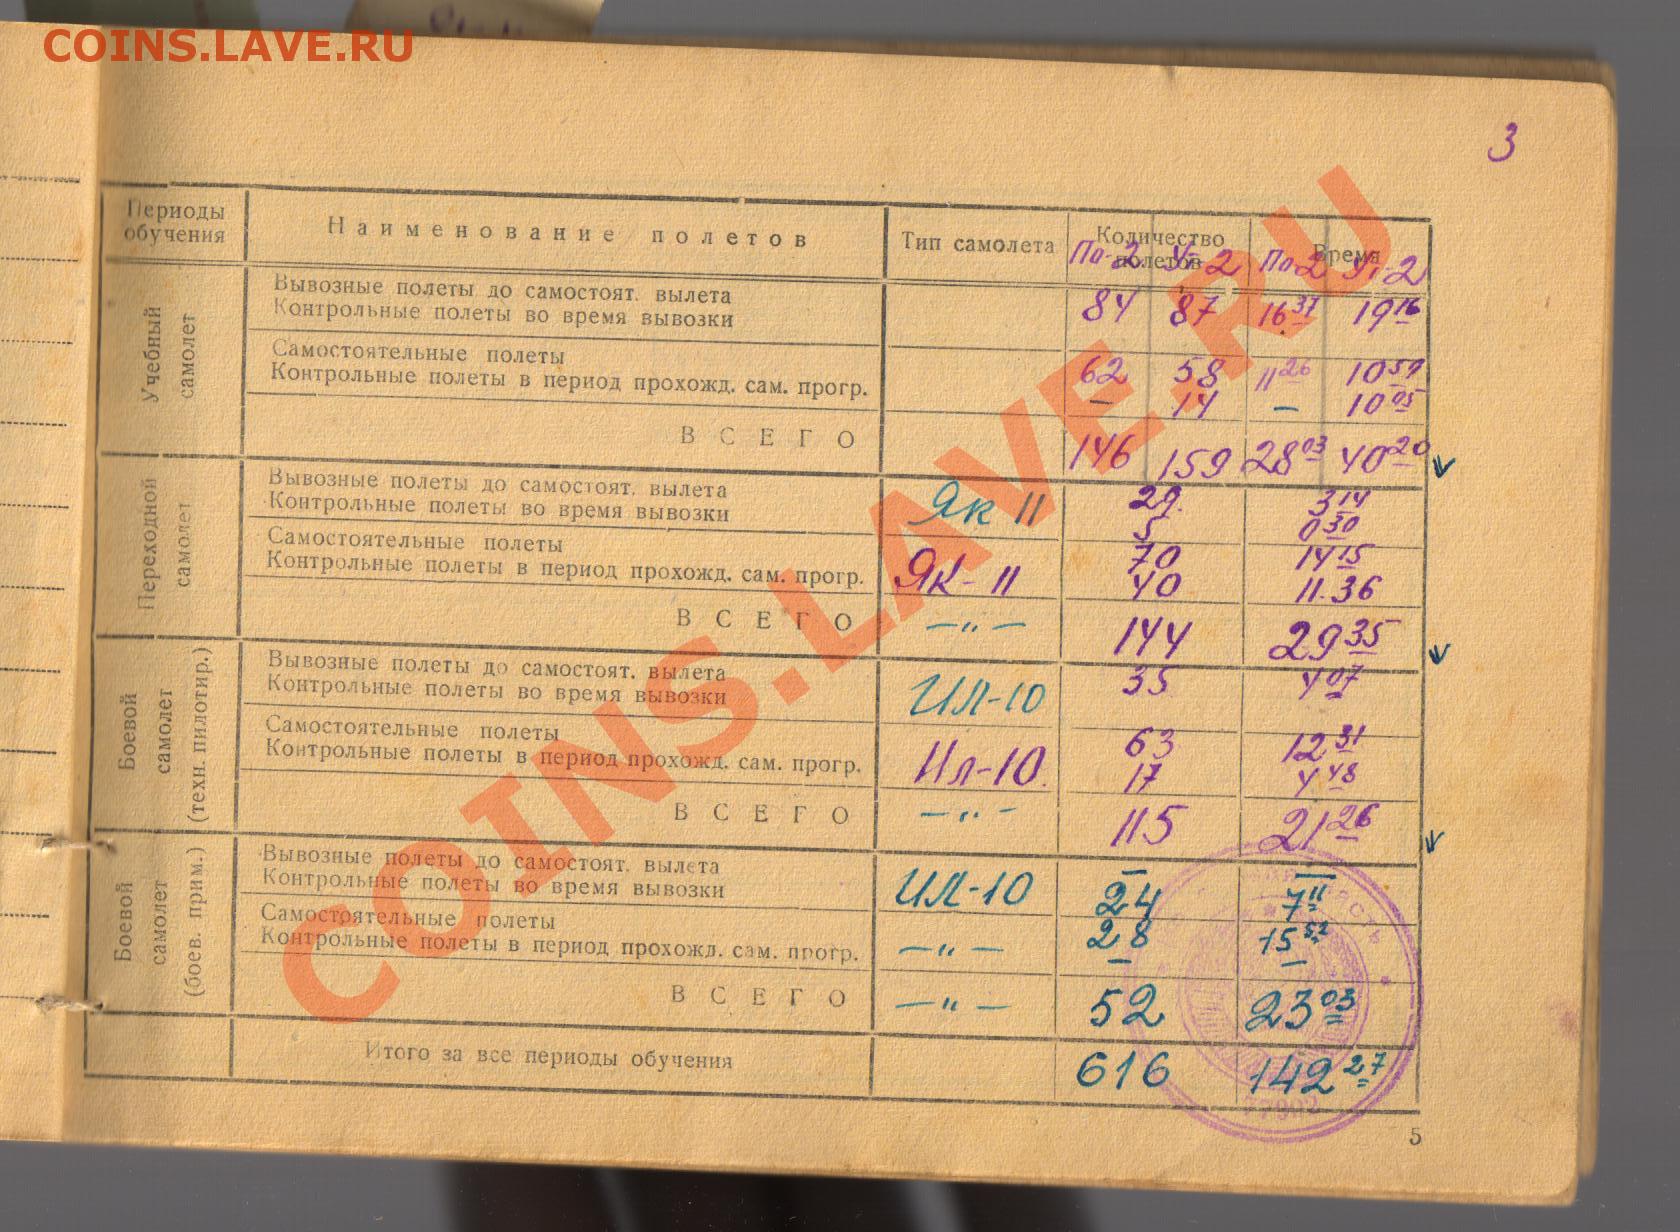 COINS.LAVE.RU
3
Периоды обучения Наименование полетов Тип самолета Количество полетов Время
По-2 Ут-2 По-2 Ут-2
Учебный самолет
Вывозные полеты до самостоят. вылета 84 87 16 37 19 16
Контрольные полеты во время вывозки
Самостоятельные полеты 62 58 11 26 10 59
Контрольные полеты в период прохожд. сам. прогр. — 14 — 10 05
ВСЕГО 146 159 28 03 40 20
Переходной самолет
Вывозные полеты до самостоят. вылета Як 11 29. 3 14
Контрольные полеты во время вывозки 5 0 30
Самостоятельные полеты 70 14 15
Контрольные полеты в период прохожд. сам. прогр. Як-11 40 11.36
ВСЕГО —"— 144 29 35
Боевой самолет (техн. пилотир.)
Вывозные полеты до самостоят. вылета 35 4 07
Контрольные полеты во время вывозки ИЛ-10
Самостоятельные полеты 63 12 31
Контрольные полеты в период прохожд. сам. прогр. Ил-10. 17 4 48
ВСЕГО —"— 115 21 26
Боевой самолет (боев. прим.)
Вывозные полеты до самостоят. вылета — —
Контрольные полеты во время вывозки ИЛ-10 24 7 11
Самостоятельные полеты 28 15 52
Контрольные полеты в период прохожд. сам. прогр. —"— — —
ВСЕГО —"— 52 23 03
Итого за все периоды обучения 616 142 27
5
COINS.LAVE.RU